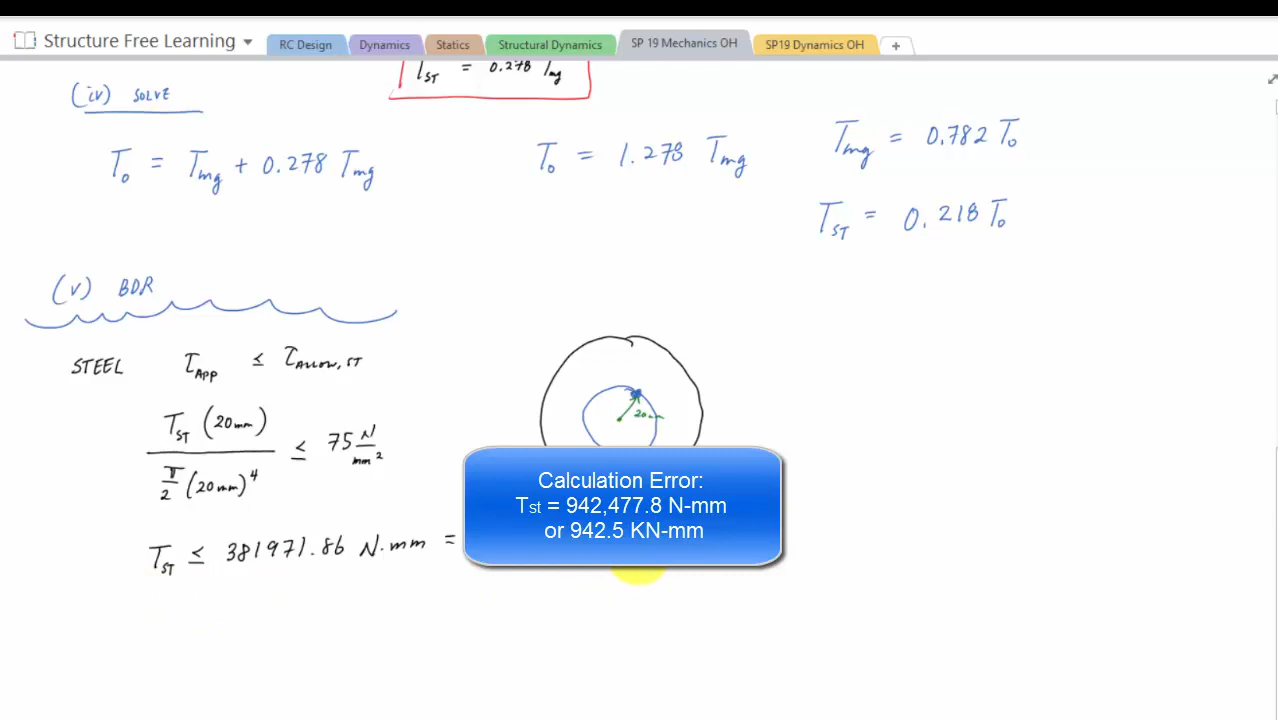 Structure Free Learning
RC Design
Dynamics
Statics
Structural Dynamics
SP 19 Mechanics OH
SP19 Dynamics OH
+
T_ST = 0.278 T_mg
(iv) SOLVE
T_o = T_mg + 0.278 T_mg
T_o = 1.278 T_mg
T_mg = 0.782 T_o
T_ST = 0.218 T_o
(v) BDR
STEEL τ_APP ≤ τ_Allow,ST
T_ST (20mm)
π/2 (20mm)^4
≤ 75 N/mm²
T_ST ≤ 381971.86 N·mm =
20mm
Calculation Error:
Tst = 942,477.8 N-mm
or 942.5 KN-mm